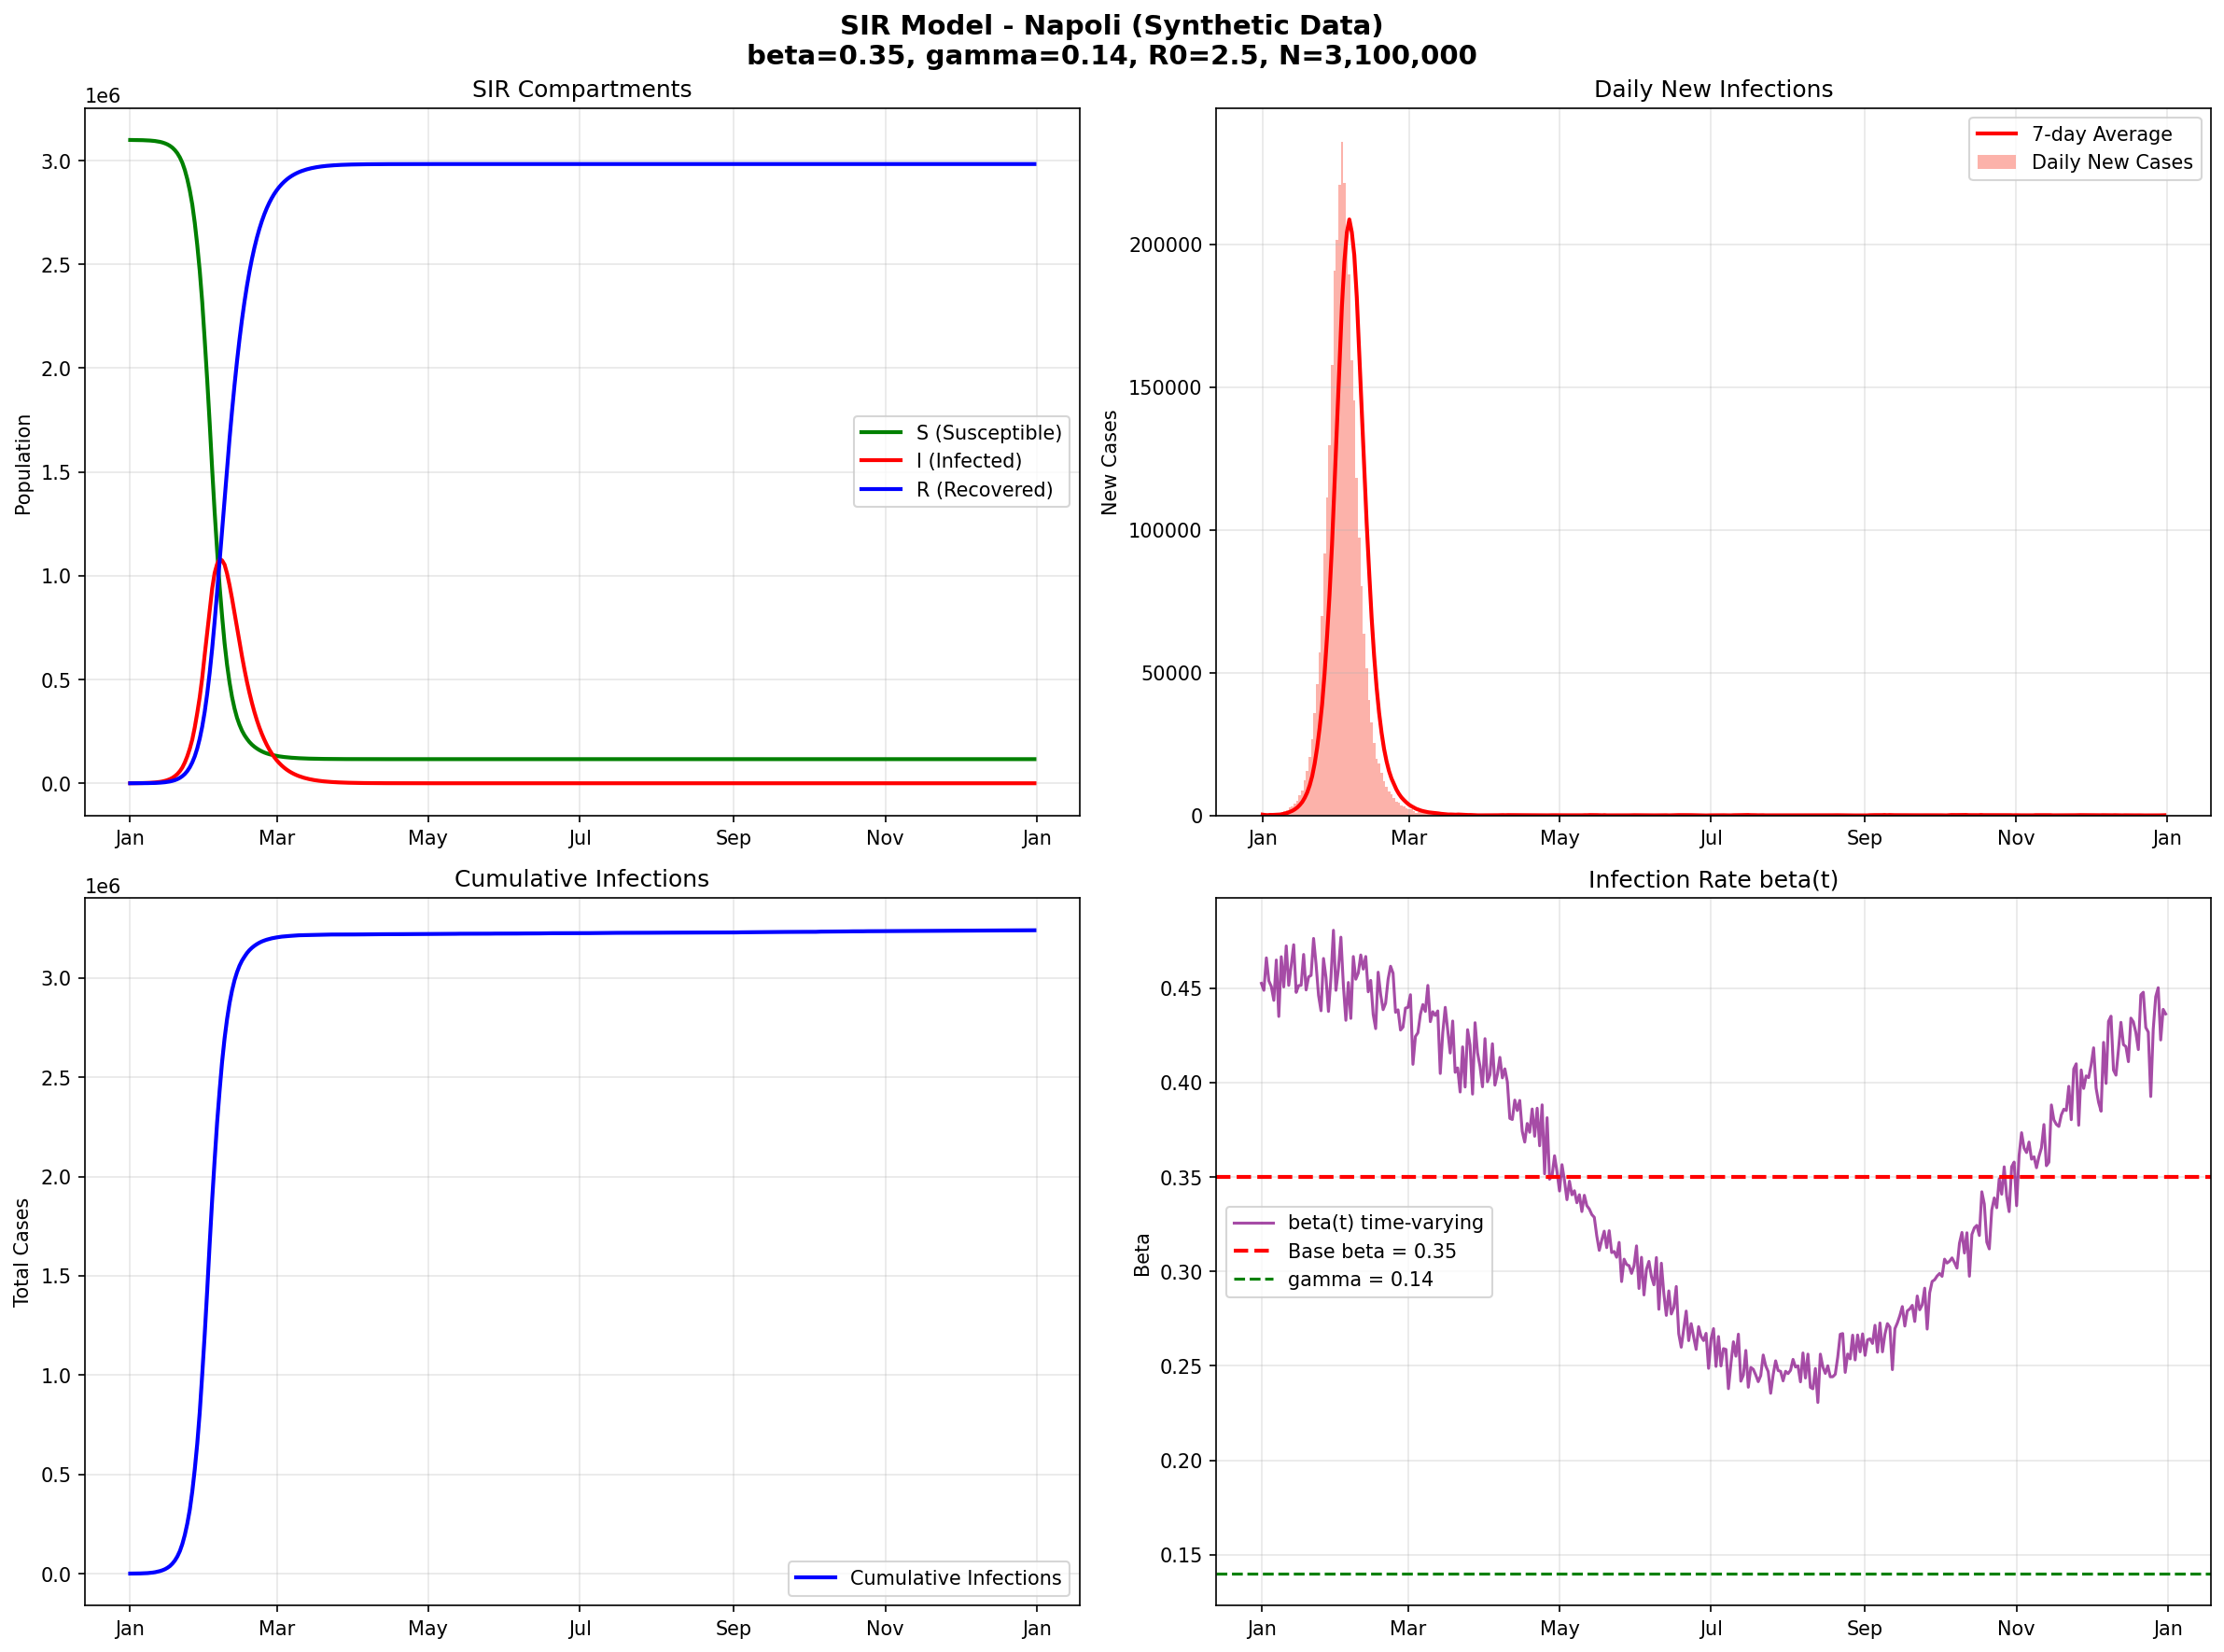 SIR Model - Napoli (Synthetic Data)
beta=0.35, gamma=0.14, R0=2.5, N=3,100,000
SIR Compartments
1e6
3.0
2.5
2.0
1.5
1.0
0.5
0.0
Population
S (Susceptible)
I (Infected)
R (Recovered)
Jan
Mar
May
Jul
Sep
Nov
Jan
Daily New Infections
200000
150000
100000
50000
0
New Cases
7-day Average
Daily New Cases
Jan
Mar
May
Jul
Sep
Nov
Jan
Cumulative Infections
1e6
3.0
2.5
2.0
1.5
1.0
0.5
0.0
Total Cases
Cumulative Infections
Jan
Mar
May
Jul
Sep
Nov
Jan
Infection Rate beta(t)
0.45
0.40
0.35
0.30
0.25
0.20
0.15
Beta
beta(t) time-varying
Base beta = 0.35
gamma = 0.14
Jan
Mar
May
Jul
Sep
Nov
Jan